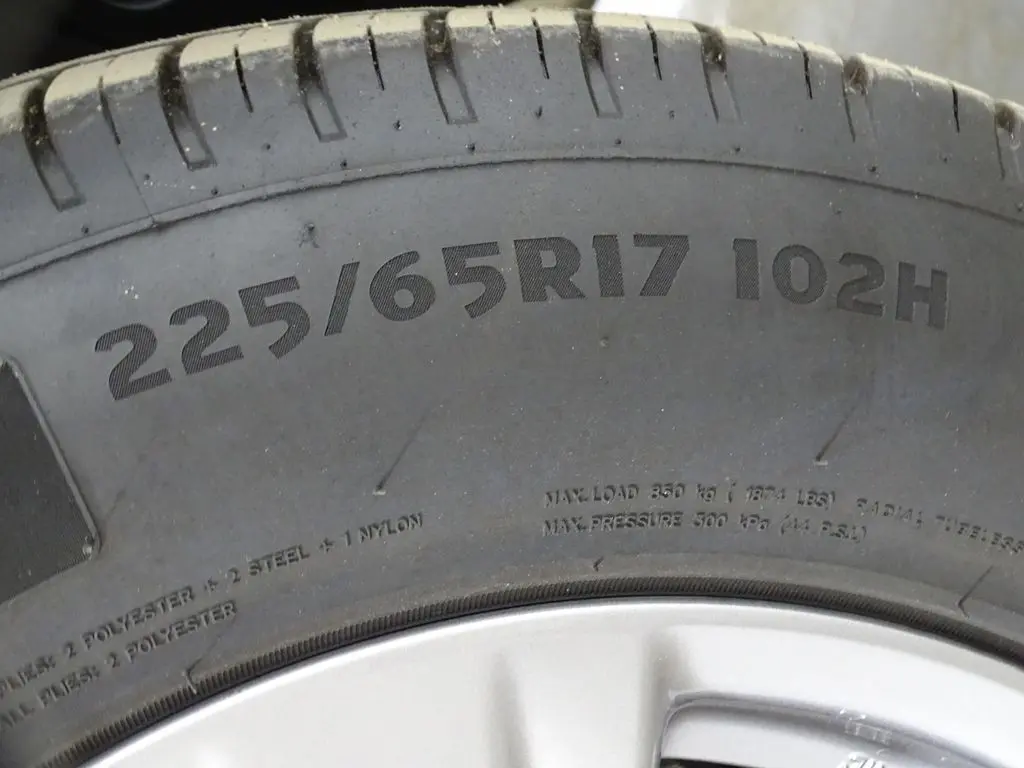 225/65R17 102H
MAX. LOAD 850 kg ( 1874 LBS) RADIAL TUBELESS
MAX. PRESSURE 300 kPa (44 P.S.I.)
PLIES: 2 POLYESTER + 2 STEEL + 1 NYLON
ALL PLIES: 2 POLYESTER